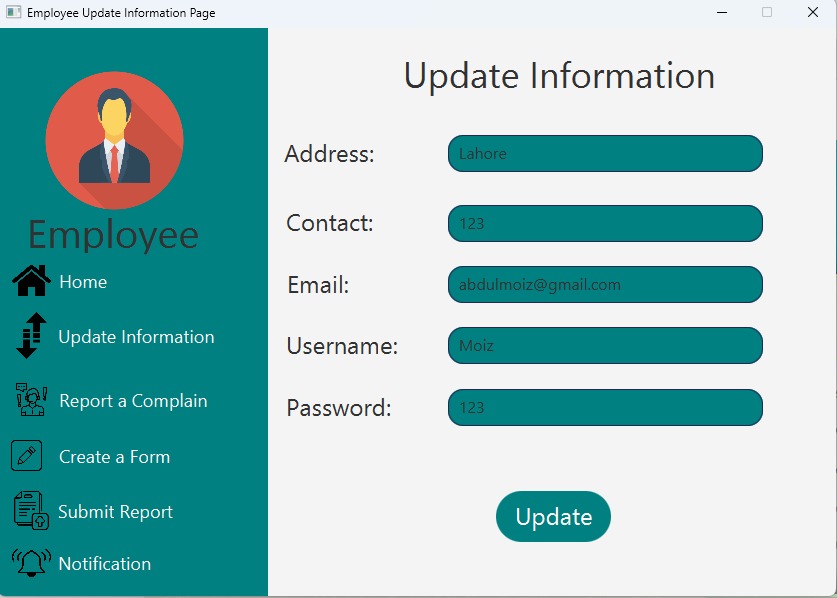 Employee Update Information Page
Employee
Home
Update Information
Report a Complain
Create a Form
Submit Report
Notification
Update Information
Address: Lahore
Contact: 123
Email: abdulmoiz@gmail.com
Username: Moiz
Password: 123
Update